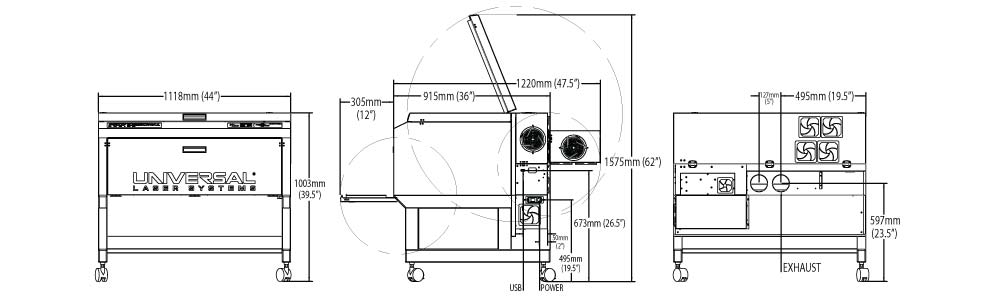 1118mm (44")
1003mm
(39.5")
UNIVERSAL®
LASER SYSTEMS
305mm
(12")
915mm (36")
1220mm (47.5")
1575mm (62")
673mm (26.5")
50mm
(2")
495mm
(19.5")
USB
POWER
127mm
(5")
495mm (19.5")
597mm
(23.5")
EXHAUST